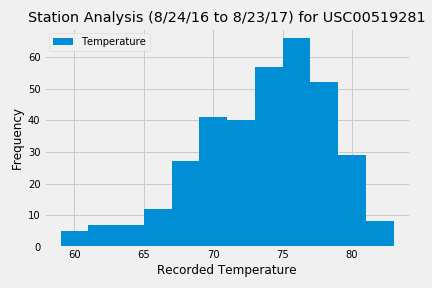 Station Analysis (8/24/16 to 8/23/17) for USC00519281
Temperature
60
50
40
30
20
10
0
Frequency
60 65 70 75 80
Recorded Temperature